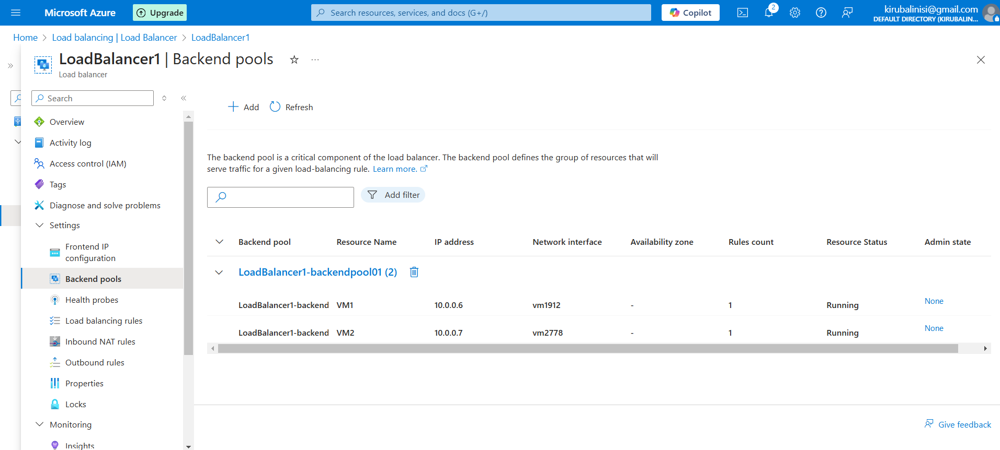 Microsoft Azure
Upgrade
Search resources, services, and docs (G+/)
Copilot
2
kirubalinisi@gmail.com
DEFAULT DIRECTORY (KIRUBALIN...
Home > Load balancing | Load Balancer > LoadBalancer1
LoadBalancer1 | Backend pools
Load balancer
Search
Overview
Activity log
Access control (IAM)
Tags
Diagnose and solve problems
Settings
Frontend IP
configuration
Backend pools
Health probes
Load balancing rules
Inbound NAT rules
Outbound rules
Properties
Locks
Monitoring
Insights
Add
Refresh
The backend pool is a critical component of the load balancer. The backend pool defines the group of resources that will
serve traffic for a given load-balancing rule. Learn more.
Add filter
Backend pool Resource Name IP address Network interface Availability zone Rules count Resource Status Admin state
LoadBalancer1-backendpool01 (2)
LoadBalancer1-backend VM1 10.0.0.6 vm1912 - 1 Running None
LoadBalancer1-backend VM2 10.0.0.7 vm2778 - 1 Running None
Give feedback